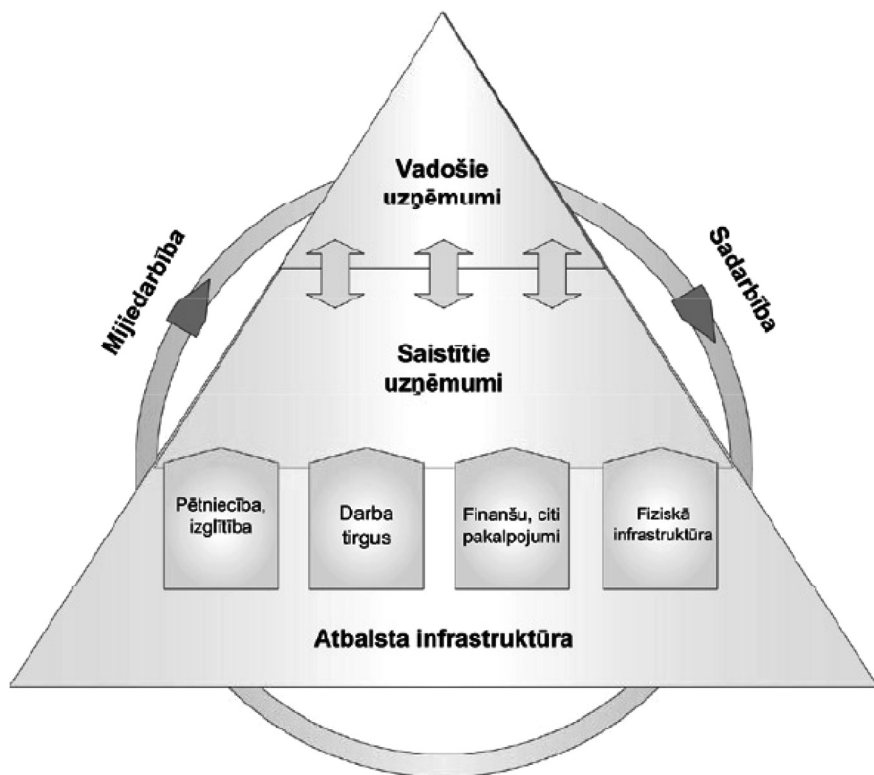 Vadošie
uzņēmumi
Mijiedarbība
Sadarbība
Saistītie
uzņēmumi
Pētniecība,
izglītība
Darba
tirgus
Finanšu, citi
pakalpojumi
Fiziskā
infrastruktūra
Atbalsta infrastruktūra